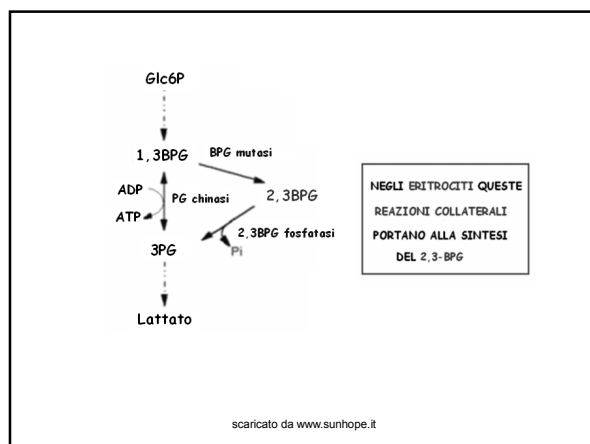 Glc6P
1,3BPG
BPG mutasi
ADP
PG chinasi
2,3BPG
ATP
2,3BPG fosfatasi
3PG
Pi
Lattato
NEGLI ERITROCITI QUESTE
REAZIONI COLLATERALI
PORTANO ALLA SINTESI
DEL 2,3-BPG
scaricato da www.sunhope.it